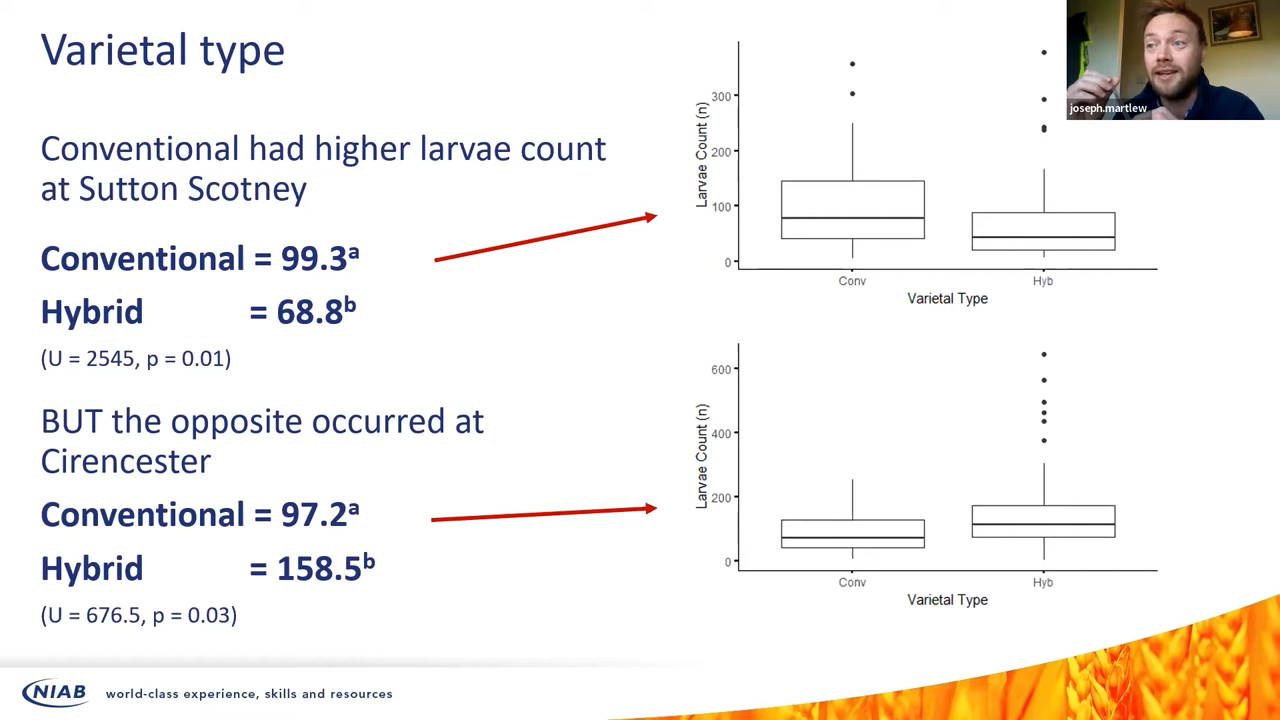 Varietal type
Conventional had higher larvae count
at Sutton Scotney
Conventional = 99.3ᵃ
Hybrid = 68.8ᵇ
(U = 2545, p = 0.01)
BUT the opposite occurred at
Cirencester
Conventional = 97.2ᵃ
Hybrid = 158.5ᵇ
(U = 676.5, p = 0.03)
Larvae Count (n)
300
200
100
0
Conv Hyb
Varietal Type
Larvae Count (n)
600
400
200
0
Conv Hyb
Varietal Type
joseph.martlew
NIAB world-class experience, skills and resources